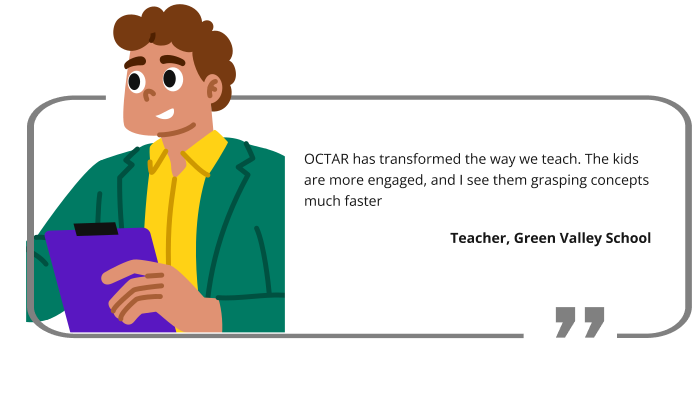 OCTAR has transformed the way we teach. The kids
are more engaged, and I see them grasping concepts
much faster
Teacher, Green Valley School
”